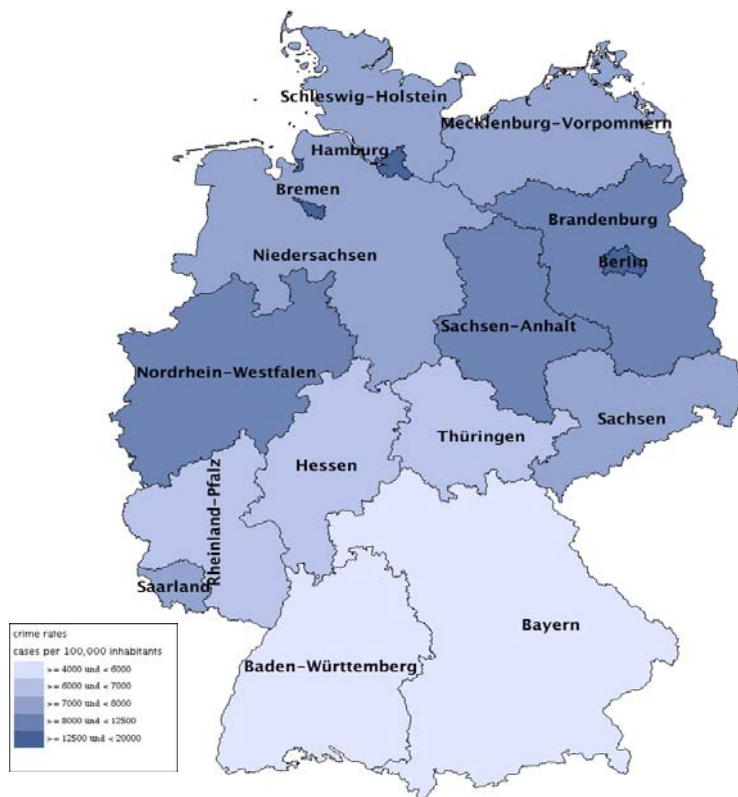 Schleswig-Holstein
Mecklenburg-Vorpommern
Hamburg
Bremen
Brandenburg
Niedersachsen
Berlin
Sachsen-Anhalt
Nordrhein-Westfalen
Sachsen
Thüringen
Hessen
Rheinland-Pfalz
Saarland
Bayern
Baden-Württemberg
crime rates
cases per 100,000 inhabitants
>= 4000 und < 6000
>= 6000 und < 7000
>= 7000 und < 8000
>= 8000 und < 12500
>= 12500 und < 20000